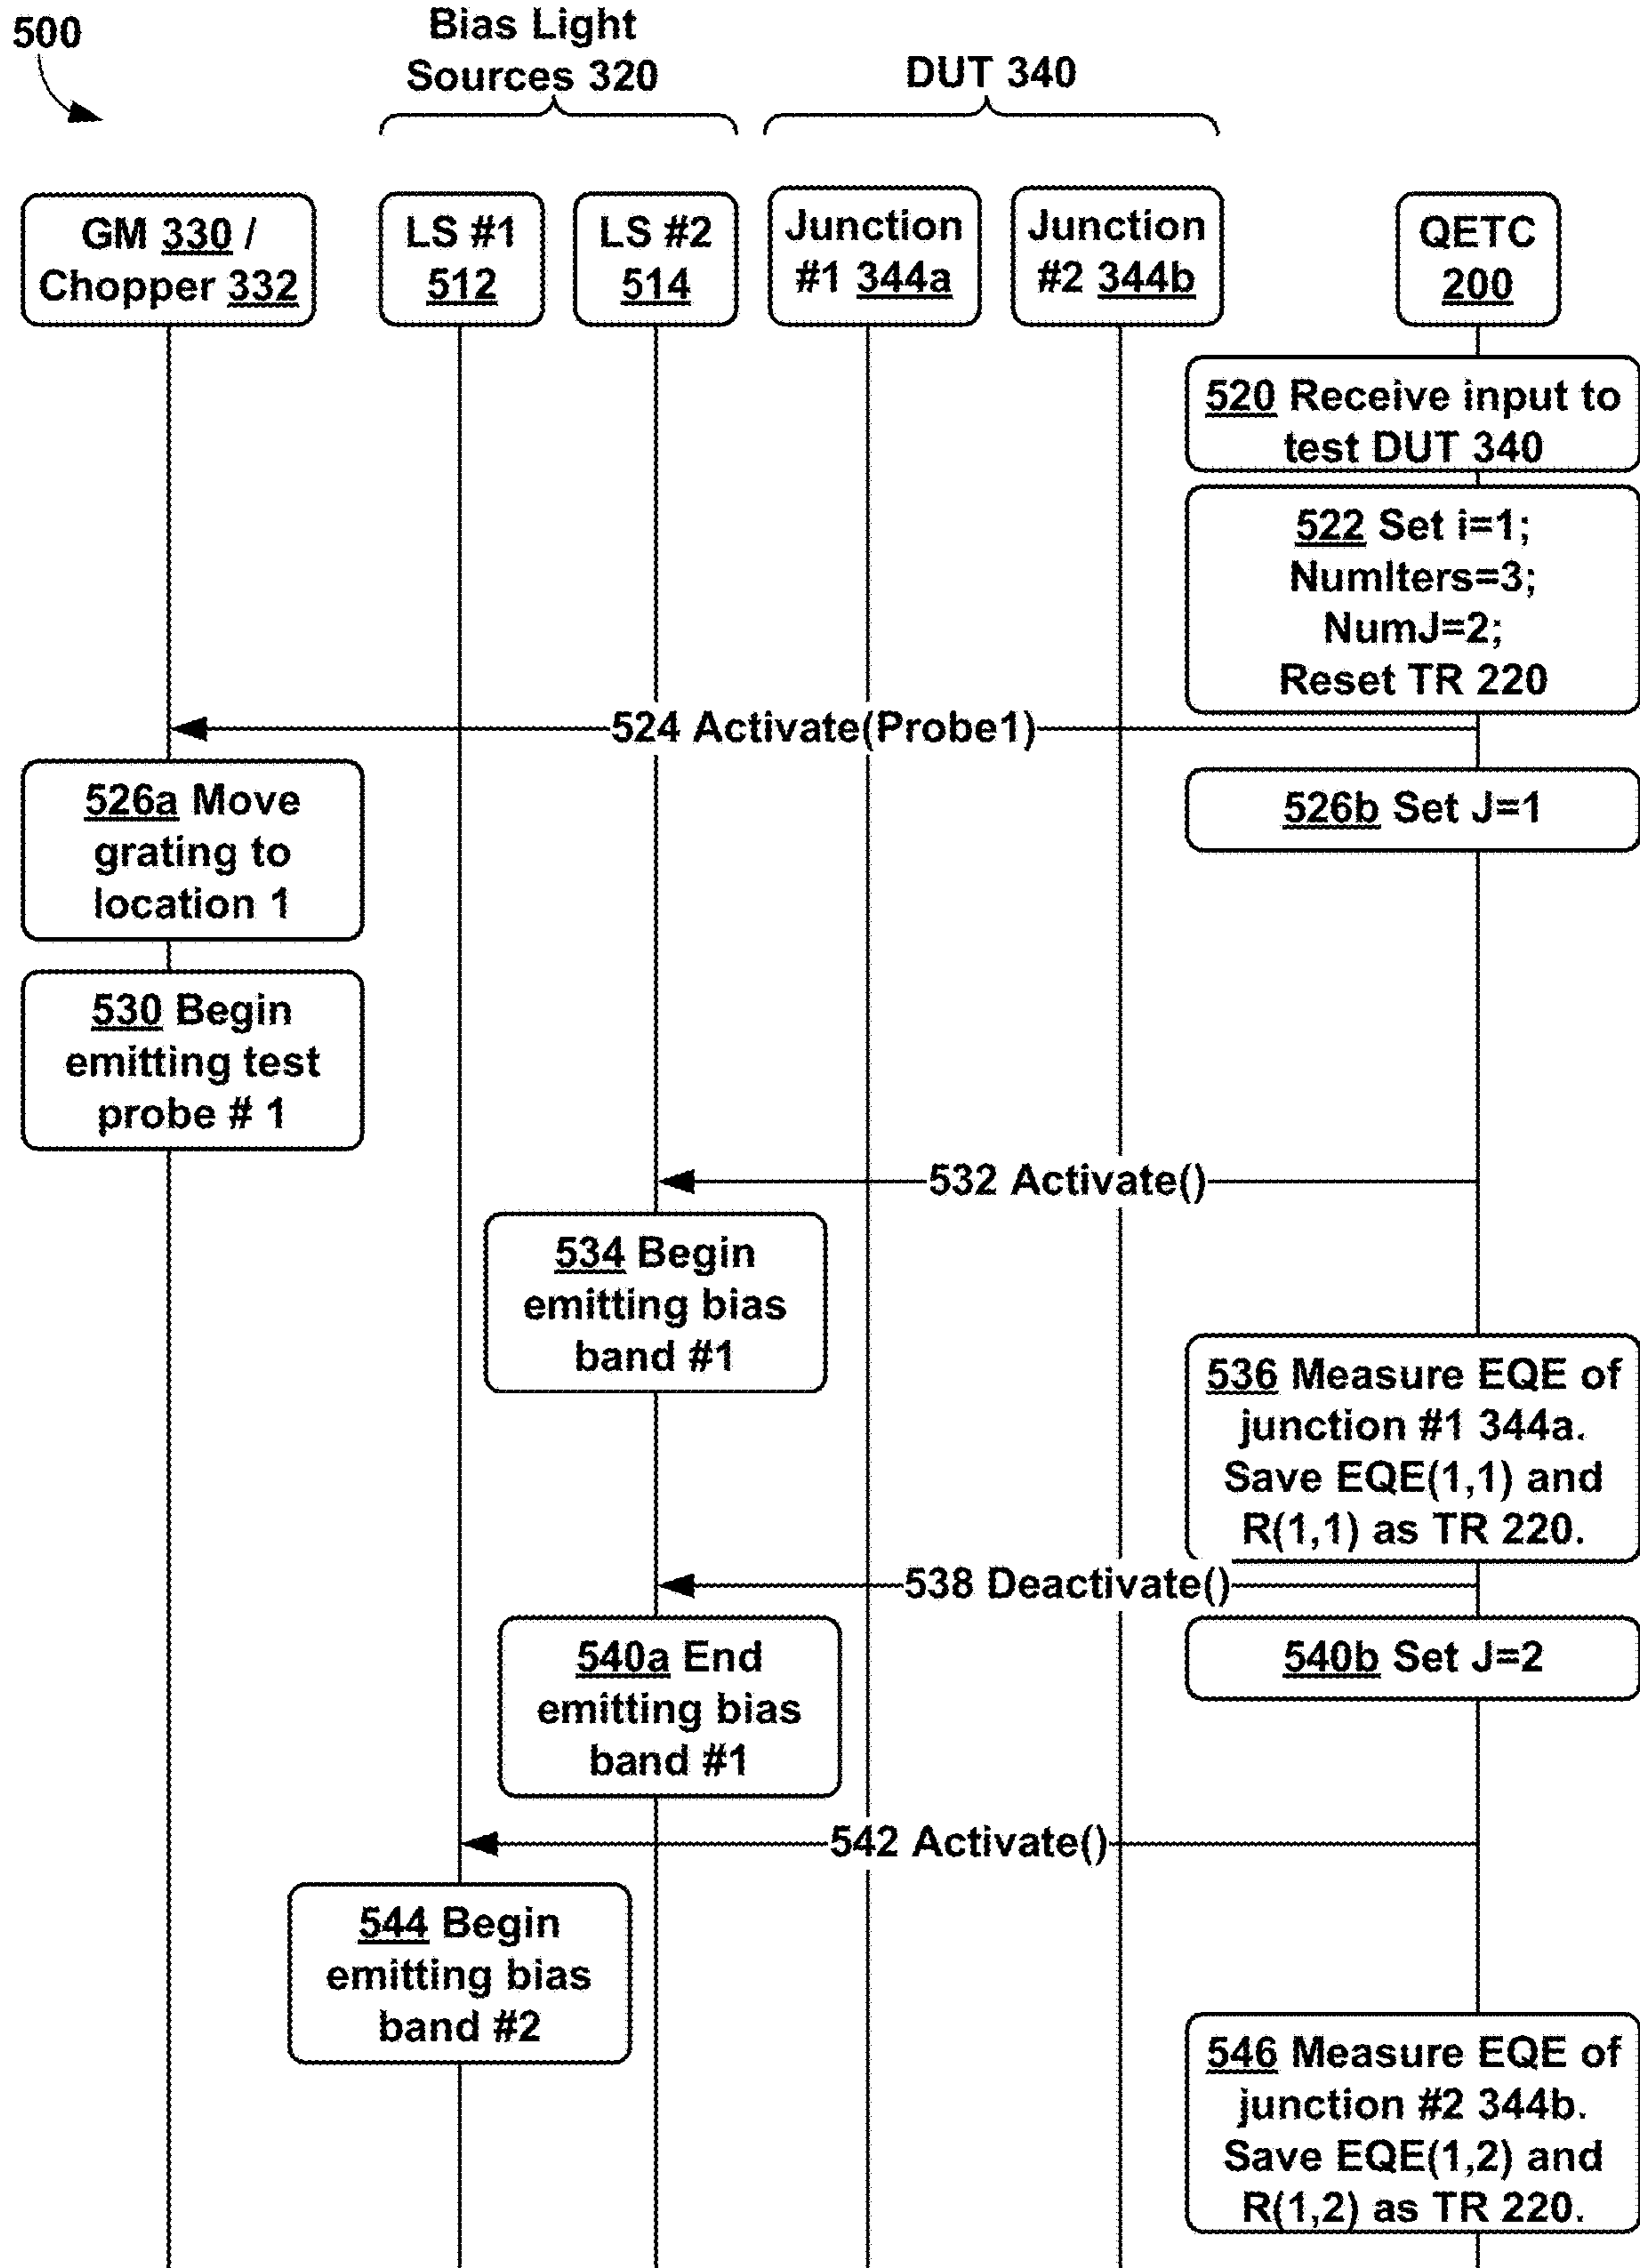 500
Bias Light
Sources 320
DUT 340
GM 330 /
Chopper 332
LS #1
512
LS #2
514
Junction
#1 344a
Junction
#2 344b
QETC
200
520 Receive input to
test DUT 340
522 Set i=1;
NumIters=3;
NumJ=2;
Reset TR 220
524 Activate(Probe1)
526a Move
grating to
location 1
526b Set J=1
530 Begin
emitting test
probe # 1
532 Activate()
534 Begin
emitting bias
band #1
536 Measure EQE of
junction #1 344a.
Save EQE(1,1) and
R(1,1) as TR 220.
538 Deactivate()
540a End
emitting bias
band #1
540b Set J=2
542 Activate()
544 Begin
emitting bias
band #2
546 Measure EQE of
junction #2 344b.
Save EQE(1,2) and
R(1,2) as TR 220.